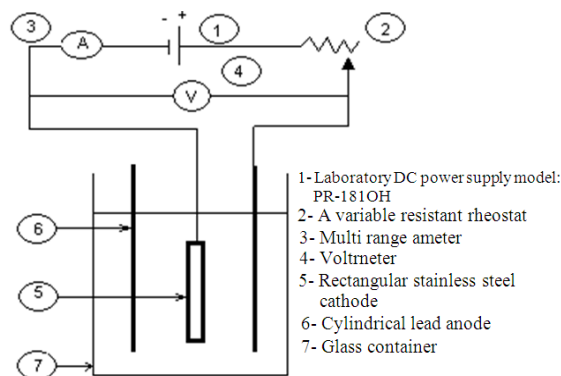 - +
3
A
1
2
4
V
6
5
7
1- Laboratory DC power supply model:
PR-181OH
2- A variable resistant rheostat
3- Multi range ameter
4- Voltrneter
5- Rectangular stainless steel
cathode
6- Cylindrical lead anode
7- Glass container